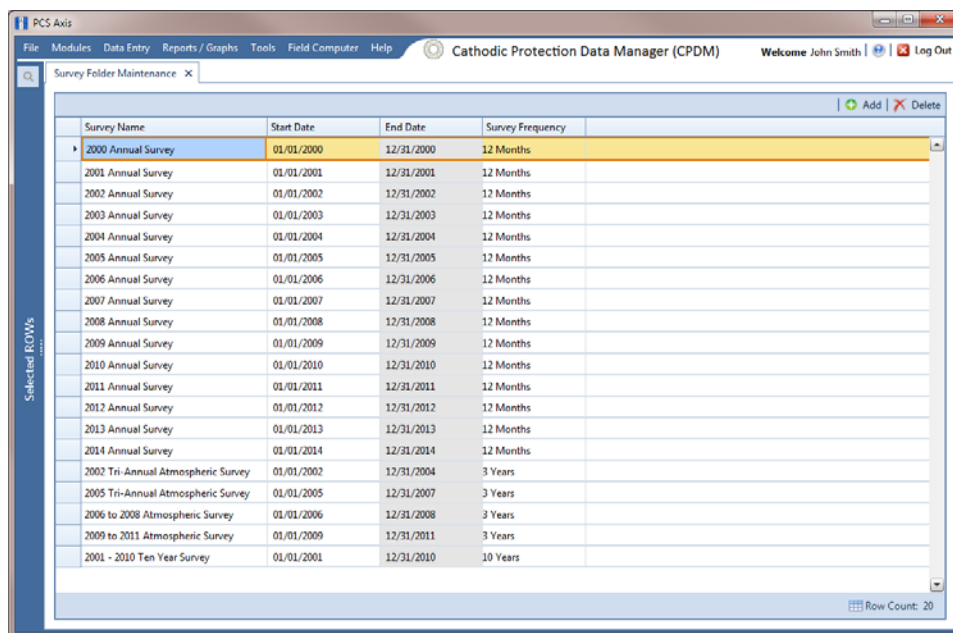 PCS Axis
File Modules Data Entry Reports / Graphs Tools Field Computer Help Cathodic Protection Data Manager (CPDM) Welcome John Smith Log Out
Survey Folder Maintenance X
Add Delete
Survey Name Start Date End Date Survey Frequency
2000 Annual Survey 01/01/2000 12/31/2000 12 Months
2001 Annual Survey 01/01/2001 12/31/2001 12 Months
2002 Annual Survey 01/01/2002 12/31/2002 12 Months
2003 Annual Survey 01/01/2003 12/31/2003 12 Months
2004 Annual Survey 01/01/2004 12/31/2004 12 Months
2005 Annual Survey 01/01/2005 12/31/2005 12 Months
2006 Annual Survey 01/01/2006 12/31/2006 12 Months
2007 Annual Survey 01/01/2007 12/31/2007 12 Months
2008 Annual Survey 01/01/2008 12/31/2008 12 Months
2009 Annual Survey 01/01/2009 12/31/2009 12 Months
2010 Annual Survey 01/01/2010 12/31/2010 12 Months
2011 Annual Survey 01/01/2011 12/31/2011 12 Months
2012 Annual Survey 01/01/2012 12/31/2012 12 Months
2013 Annual Survey 01/01/2013 12/31/2013 12 Months
2014 Annual Survey 01/01/2014 12/31/2014 12 Months
2002 Tri-Annual Atmospheric Survey 01/01/2002 12/31/2004 3 Years
2005 Tri-Annual Atmospheric Survey 01/01/2005 12/31/2007 3 Years
2006 to 2008 Atmospheric Survey 01/01/2006 12/31/2008 3 Years
2009 to 2011 Atmospheric Survey 01/01/2009 12/31/2011 3 Years
2001 - 2010 Ten Year Survey 01/01/2001 12/31/2010 10 Years
Selected ROWs
Row Count: 20